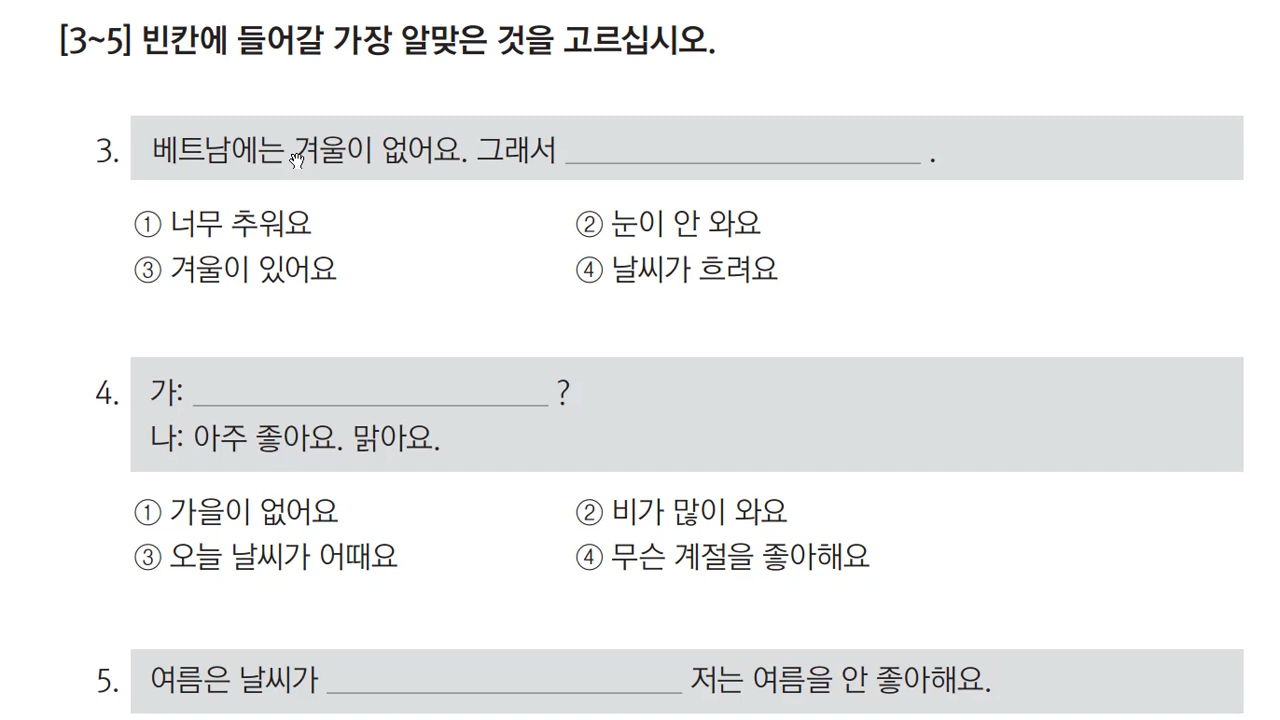 [3~5] 빈칸에 들어갈 가장 알맞은 것을 고르십시오.
3. 베트남에는 겨울이 없어요. 그래서 ____________________ .
① 너무 추워요 ② 눈이 안 와요
③ 겨울이 있어요 ④ 날씨가 흐려요
4. 가: ____________________ ?
나: 아주 좋아요. 맑아요.
① 가을이 없어요 ② 비가 많이 와요
③ 오늘 날씨가 어때요 ④ 무슨 계절을 좋아해요
5. 여름은 날씨가 ____________________ 저는 여름을 안 좋아해요.